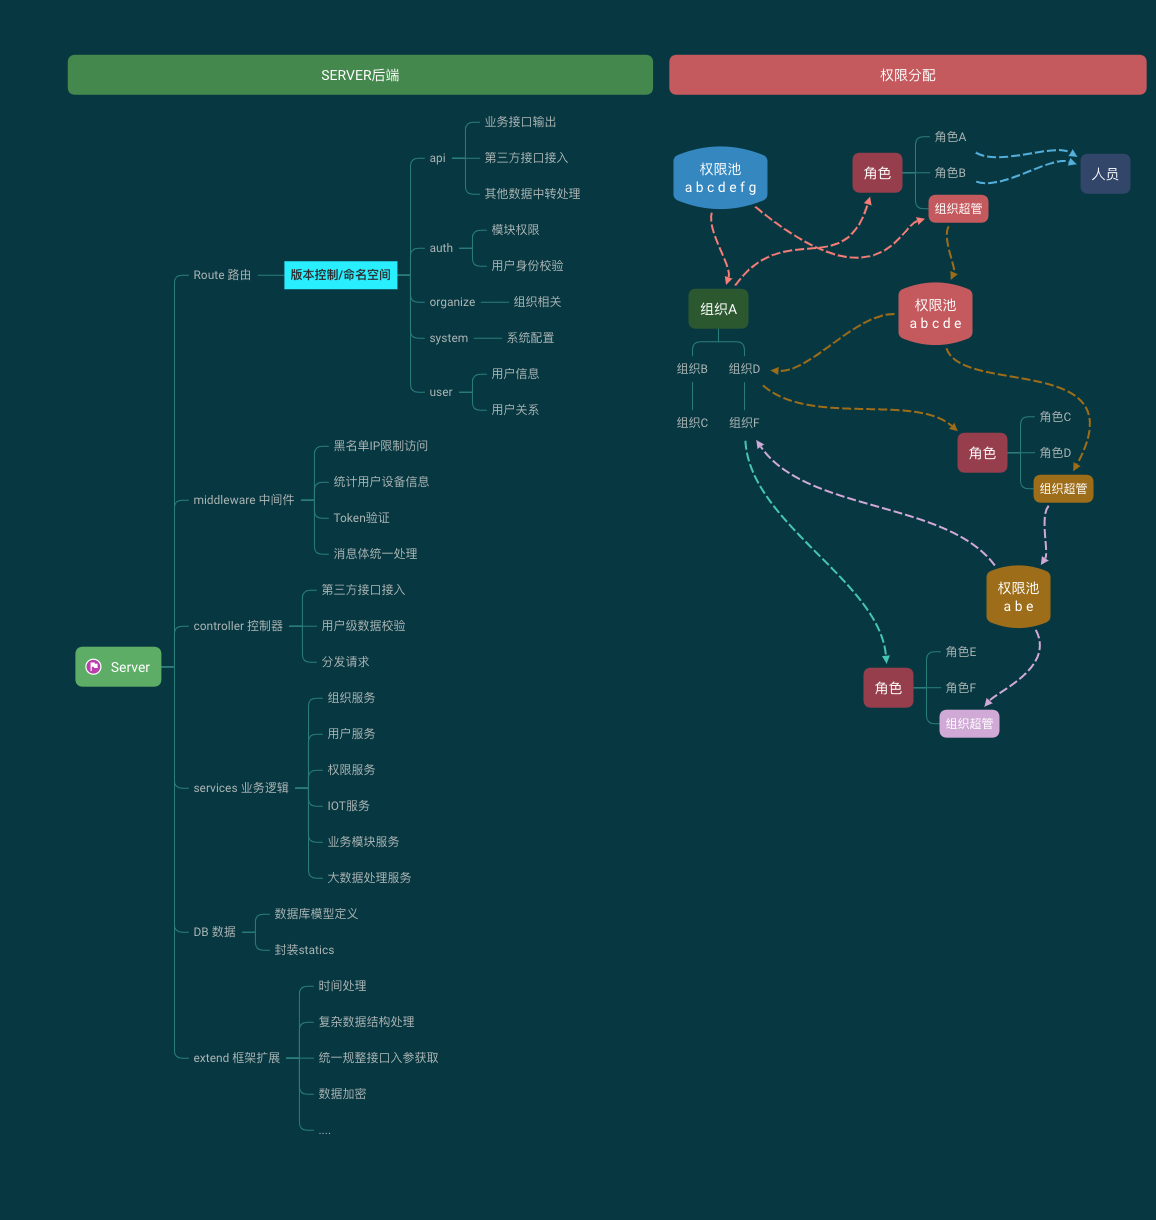 SERVER后端
Server
Route 路由
版本控制/命名空间
api
业务接口输出
第三方接口接入
其他数据中转处理
auth
模块权限
用户身份校验
organize
组织相关
system
系统配置
user
用户信息
用户关系
middleware 中间件
黑名单IP限制访问
统计用户设备信息
Token验证
消息体统一处理
controller 控制器
第三方接口接入
用户级数据校验
分发请求
services 业务逻辑
组织服务
用户服务
权限服务
IOT服务
业务模块服务
大数据处理服务
DB 数据
数据库模型定义
封装statics
extend 框架扩展
时间处理
复杂数据结构处理
统一规整接口入参获取
数据加密
....
权限分配
权限池
a b c d e f g
角色
角色A
角色B
组织超管
人员
组织A
组织B
组织D
组织C
组织F
权限池
a b c d e
角色
角色C
角色D
组织超管
权限池
a b e
角色
角色E
角色F
组织超管